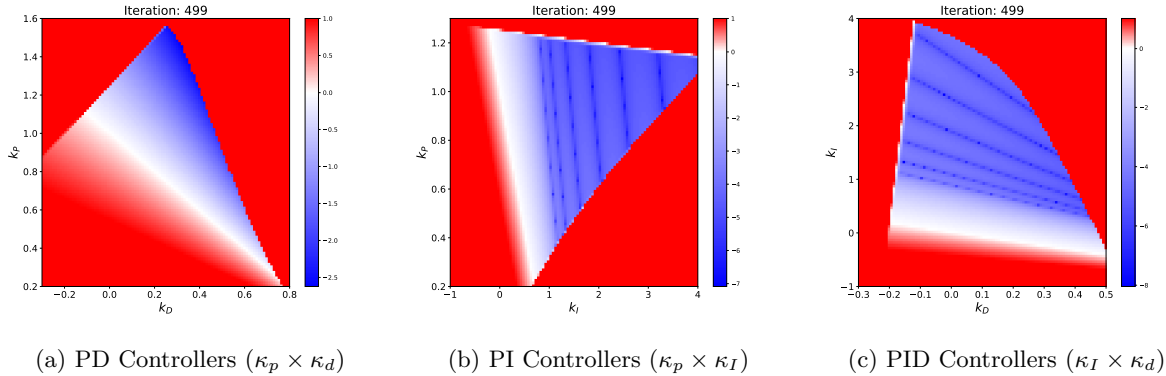 Iteration: 499
1.6
1.4
1.2
1.0
0.8
0.6
0.4
0.2
k_P
−0.2 0.0 0.2 0.4 0.6 0.8
k_D
1.0
0.5
0.0
−0.5
−1.0
−1.5
−2.0
−2.5
Iteration: 499
1.2
1.0
0.8
0.6
0.4
0.2
k_P
−1 0 1 2 3 4
k_I
1
0
−1
−2
−3
−4
−5
−6
−7
Iteration: 499
4
3
2
1
0
−1
k_I
−0.3 −0.2 −0.1 0.0 0.1 0.2 0.3 0.4 0.5
k_D
0
−2
−4
−6
−8
(a) PD Controllers (κ_p × κ_d)
(b) PI Controllers (κ_p × κ_I)
(c) PID Controllers (κ_I × κ_d)